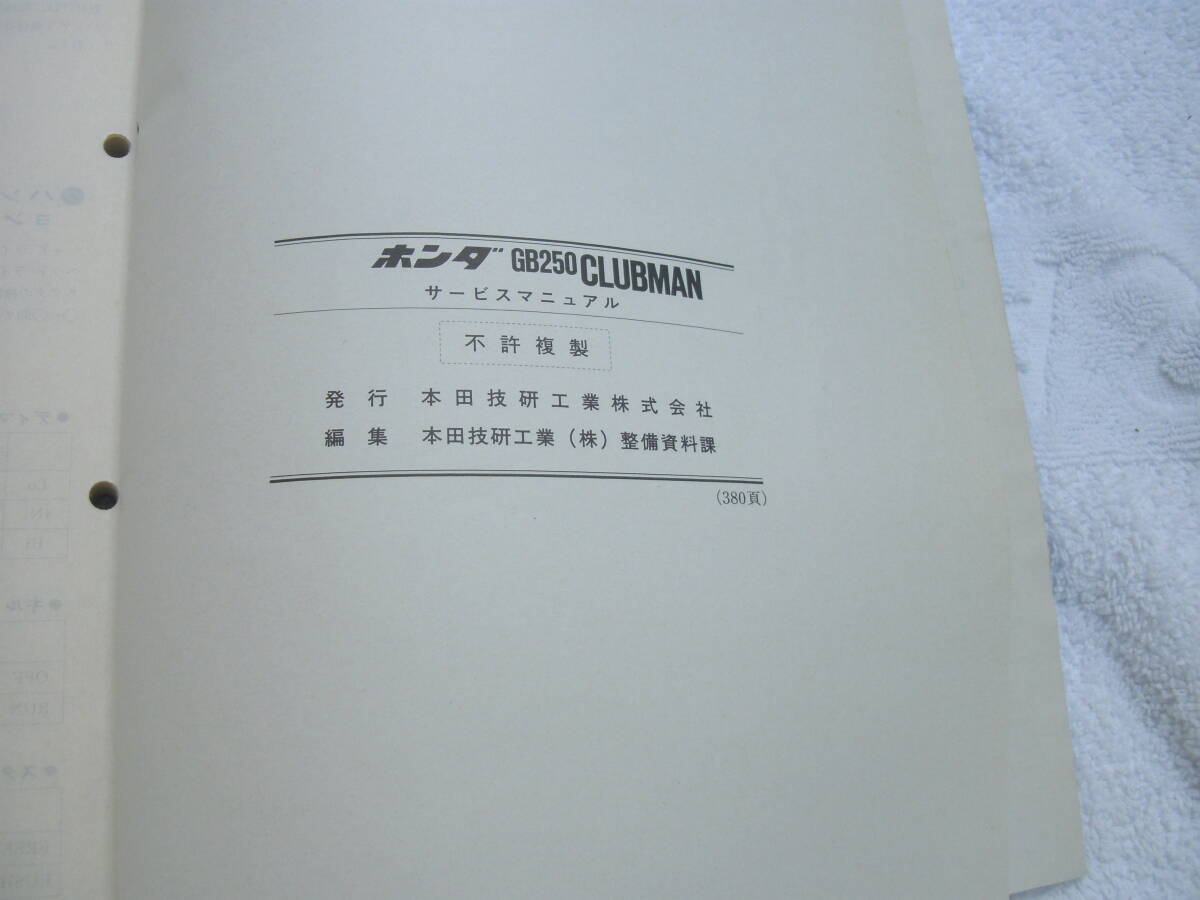 ホンダ GB250 CLUBMAN
サービスマニュアル
不許複製
発行 本田技研工業株式会社
編集 本田技研工業（株）整備資料課
(380頁)